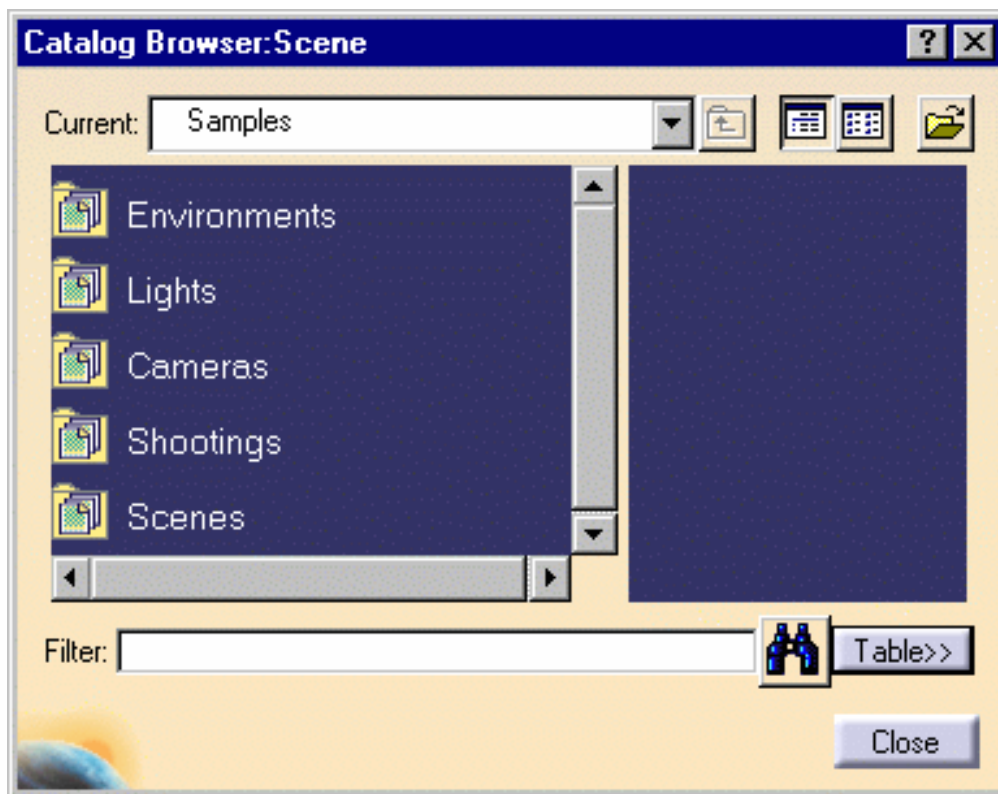 Catalog Browser:Scene
Current: Samples
Environments
Lights
Cameras
Shootings
Scenes
Filter: Table>>
Close